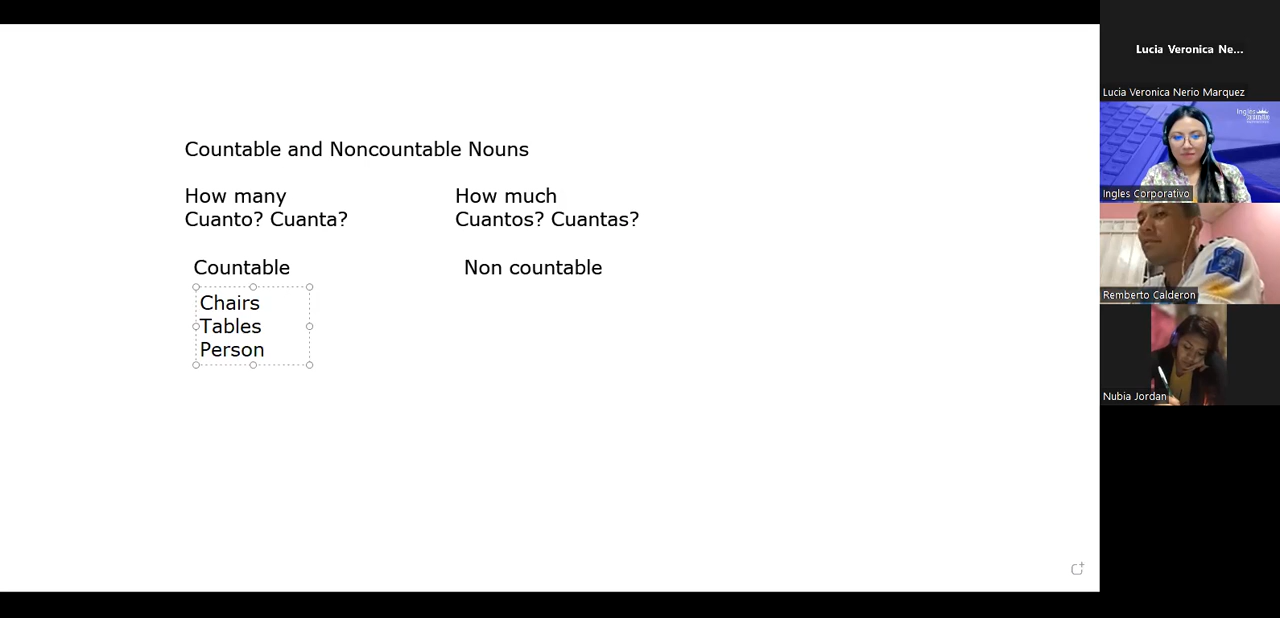 Countable and Noncountable Nouns
How many
Cuanto? Cuanta?
How much
Cuantos? Cuantas?
Countable
Non countable
Chairs
Tables
Person
Lucia Veronica Ne...
Lucia Veronica Nerio Marquez
Ingles Corporativo
Remberto Calderon
Nubia Jordan
Ingles